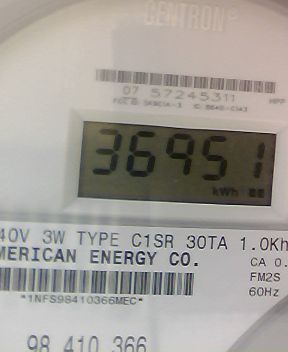 CENTRON®
07 57245311
36951
kWh
40V 3W TYPE C1SR 30TA 1.0Kh
MERICAN ENERGY CO.
CA 0.
FM2S
60Hz
*1NFS98410366MEC*
98 410 366